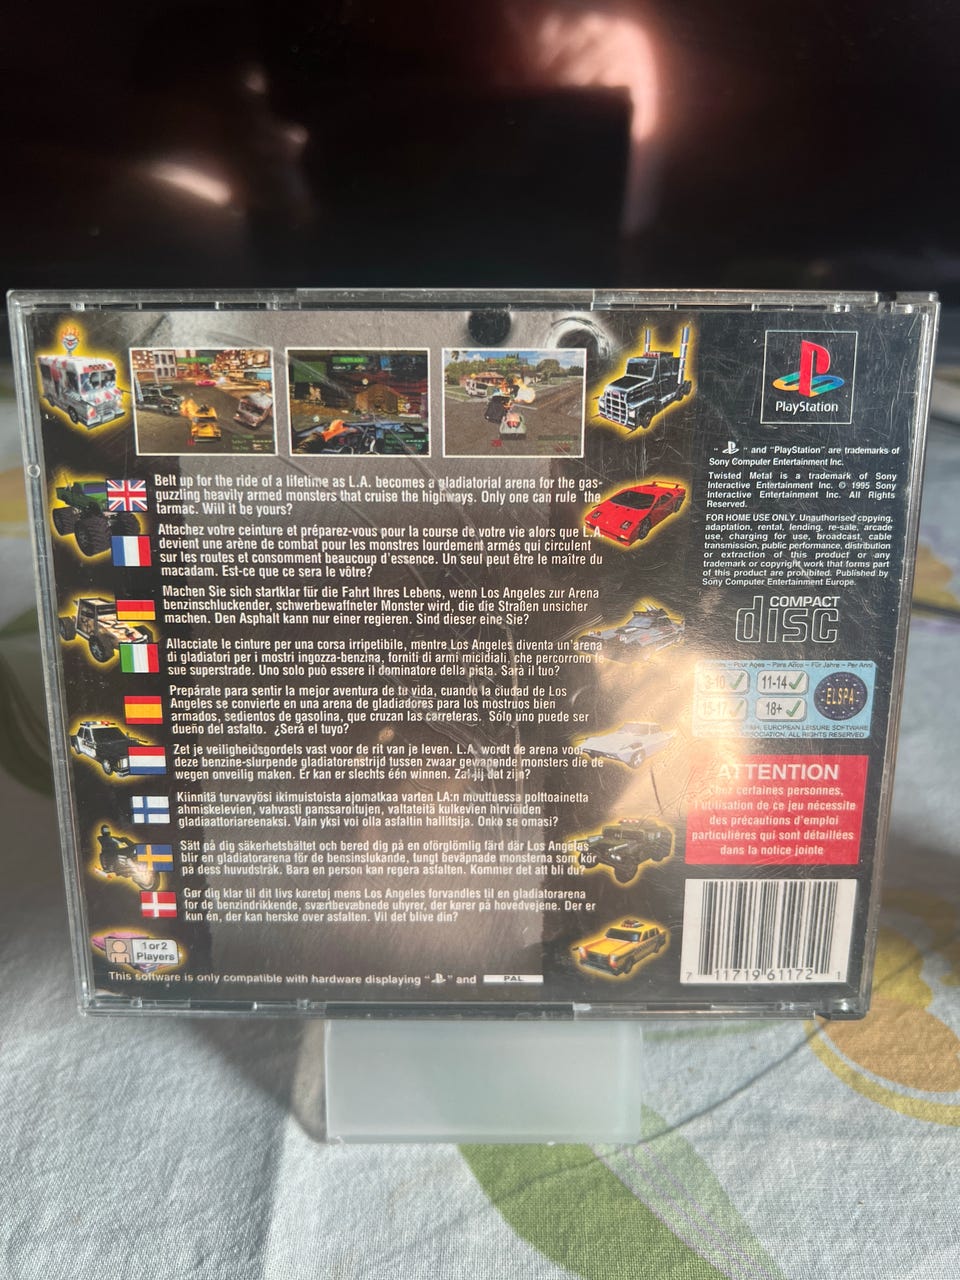 Belt up for the ride of a lifetime as L.A. becomes a gladiatorial arena for the gas-
guzzling heavily armed monsters that cruise the highways. Only one can rule the
tarmac. Will it be yours?
Attachez votre ceinture et préparez-vous pour la course de votre vie alors que L.A.
devient une arène de combat pour les monstres lourdement armés qui circulent
sur les routes et consomment beaucoup d'essence. Un seul peut être le maître du
macadam. Est-ce que ce sera le vôtre?
Machen Sie sich startklar für die Fahrt Ihres Lebens, wenn Los Angeles zur Arena
benzinschluckender, schwerbewaffneter Monster wird, die die Straßen unsicher
machen. Den Asphalt kann nur einer regieren. Sind dieser eine Sie?
Allacciate le cinture per una corsa irripetibile, mentre Los Angeles diventa un'arena
di gladiatori per i mostri ingozza-benzina, forniti di armi micidiali, che percorrono le
sue superstrade. Uno solo può essere il dominatore della pista. Sarà il tuo?
Prepárate para sentir la mejor aventura de tu vida, cuando la ciudad de Los
Angeles se convierte en una arena de gladiadores para los mostruos bien
armados, sedientos de gasolina, que cruzan las carreteras. Sólo uno puede ser
dueño del asfalto. ¿Será el tuyo?
Zet je veiligheidsgordels vast voor de rit van je leven. L.A. wordt de arena voor
deze benzine-slurpende gladiatorenstrijd tussen zwaar gewapende monsters die de
wegen onveilig maken. Er kan er slechts één winnen. Zal jij dat zijn?
Kiinnitä turvavyösi ikimuistoista ajomatkaa varten LA:n muuttuessa polttoainetta
ahmiskelevien, vahvasti panssaroitujen, valtateitä kulkevien hirviöiden
gladiaattoriareenaksi. Vain yksi voi olla asfaltin hallitsija. Onko se omasi?
Sätt på dig säkerhetsbältet och bered dig på en oförglömlig färd där Los Angeles
blir en gladiatorarena för de bensinslukande, tungt beväpnade monsterna som kör
på dess huvudstråk. Bara en person kan regera asfalten. Kommer det att bli du?
Gør dig klar til dit livs køretøj mens Los Angeles forvandles til en gladiatorarena
for de benzindrikkende, sværtbevæbnede uhyrer, der kører på hovedvejene. Der er
kun én, der kan herske over asfalten. Vil det blive din?
1 or 2
Players
This software is only compatible with hardware displaying " " and PAL
PlayStation
" " and "PlayStation" are trademarks of
Sony Computer Entertainment Inc.
Twisted Metal is a trademark of Sony
Interactive Entertainment Inc. © 1995 Sony
Interactive Entertainment Inc. All Rights
Reserved.
FOR HOME USE ONLY. Unauthorised copying,
adaptation, rental, lending, re-sale, arcade
use, charging for use, broadcast, cable
transmission, public performance, distribution
or extraction of this product or any
trademark or copyright work that forms part
of this product are prohibited. Published by
Sony Computer Entertainment Europe.
COMPACT
disc
Pour Ages - Para Años - Für Jahre - Per Anni
3-10 11-14
15-17 18+
ELSPA
EUROPEAN LEISURE SOFTWARE
ASSOCIATION, ALL RIGHTS RESERVED
ATTENTION
Chez certaines personnes,
l'utilisation de ce jeu nécessite
des précautions d'emploi
particulières qui sont détaillées
dans la notice jointe
7 11719 61172 1